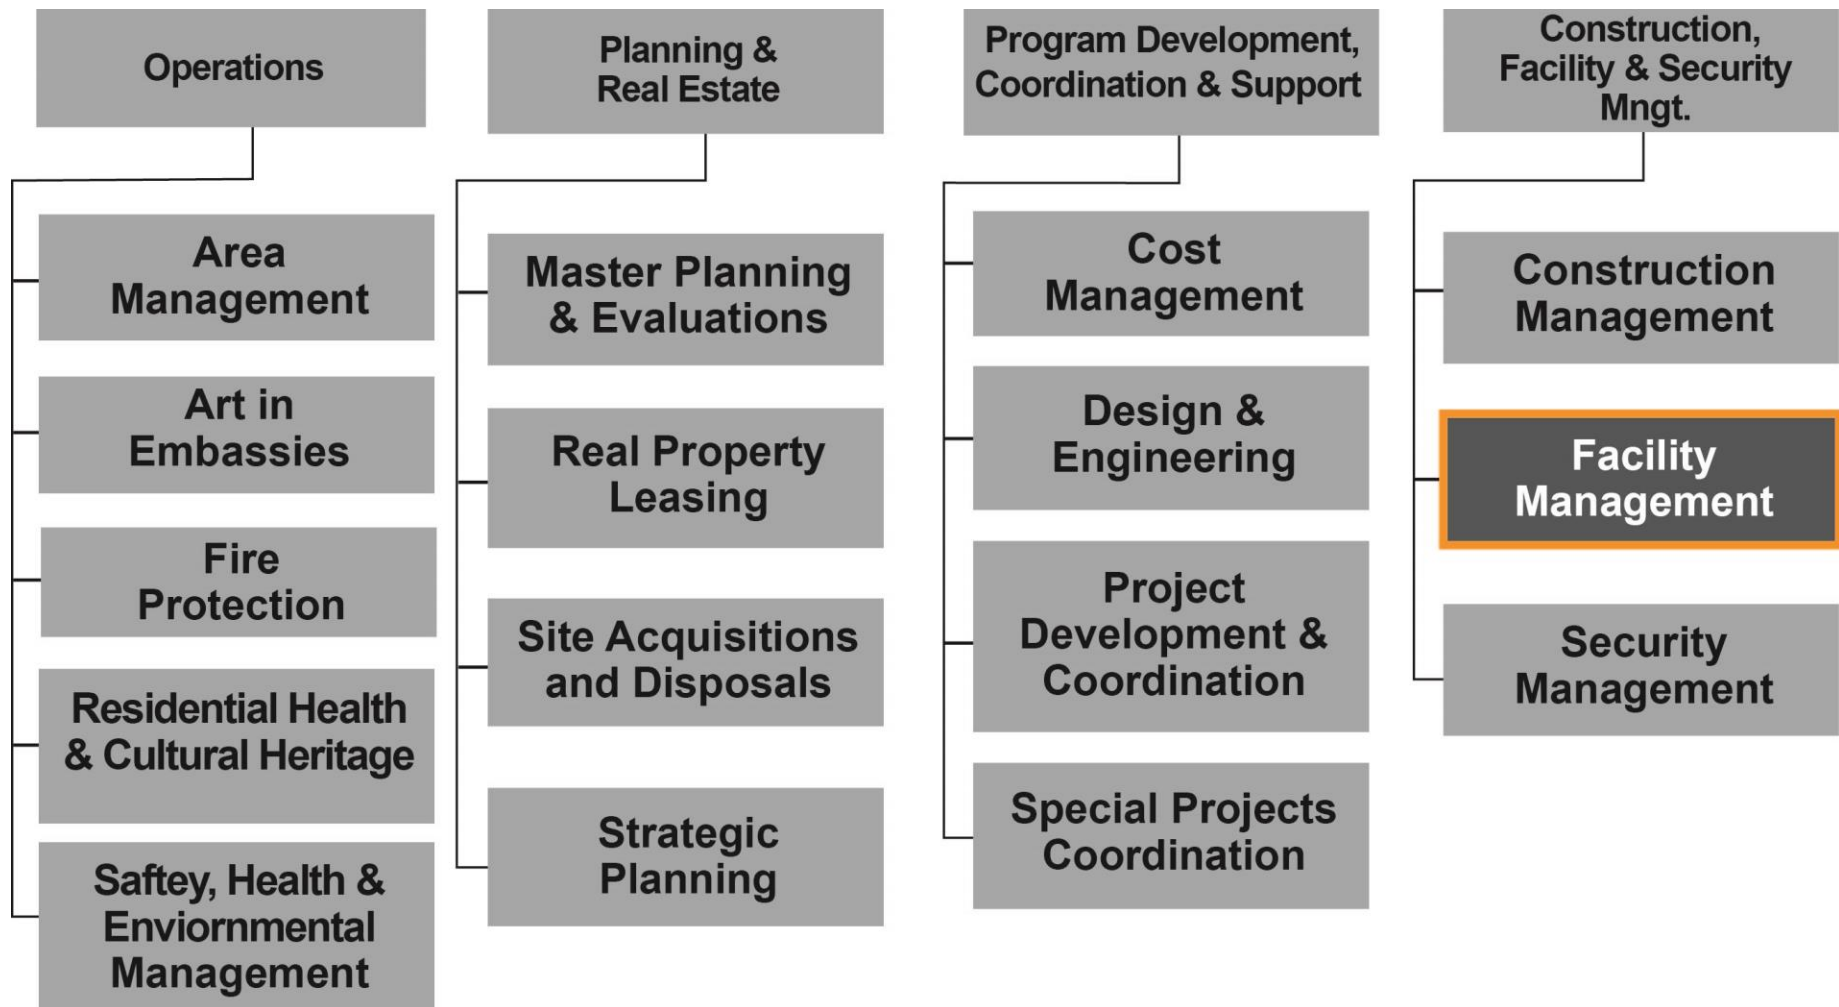 Operations
Area
Management
Art in
Embassies
Fire
Protection
Residential Health
& Cultural Heritage
Saftey, Health &
Enviornmental
Management
Planning &
Real Estate
Master Planning
& Evaluations
Real Property
Leasing
Site Acquisitions
and Disposals
Strategic
Planning
Program Development,
Coordination & Support
Cost
Management
Design &
Engineering
Project
Development &
Coordination
Special Projects
Coordination
Construction,
Facility & Security
Mngt.
Construction
Management
Facility
Management
Security
Management